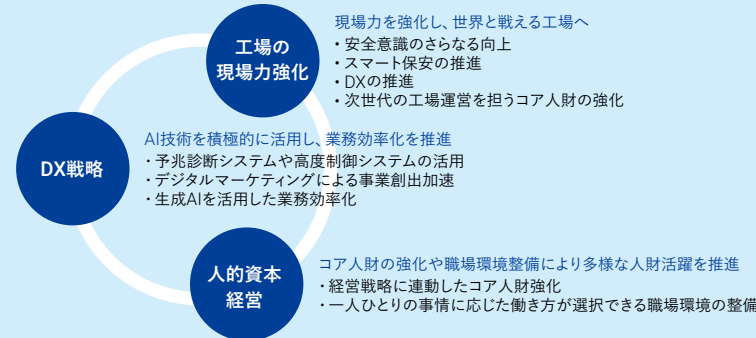 工場の
現場力強化
現場力を強化し、世界と戦える工場へ
・安全意識のさらなる向上
・スマート保安の推進
・DXの推進
・次世代の工場運営を担うコア人財の強化
DX戦略
AI技術を積極的に活用し、業務効率化を推進
・予兆診断システムや高度制御システムの活用
・デジタルマーケティングによる事業創出加速
・生成AIを活用した業務効率化
人的資本
経営
コア人財の強化や職場環境整備により多様な人財活躍を推進
・経営戦略に連動したコア人財強化
・一人ひとりの事情に応じた働き方が選択できる職場環境の整備